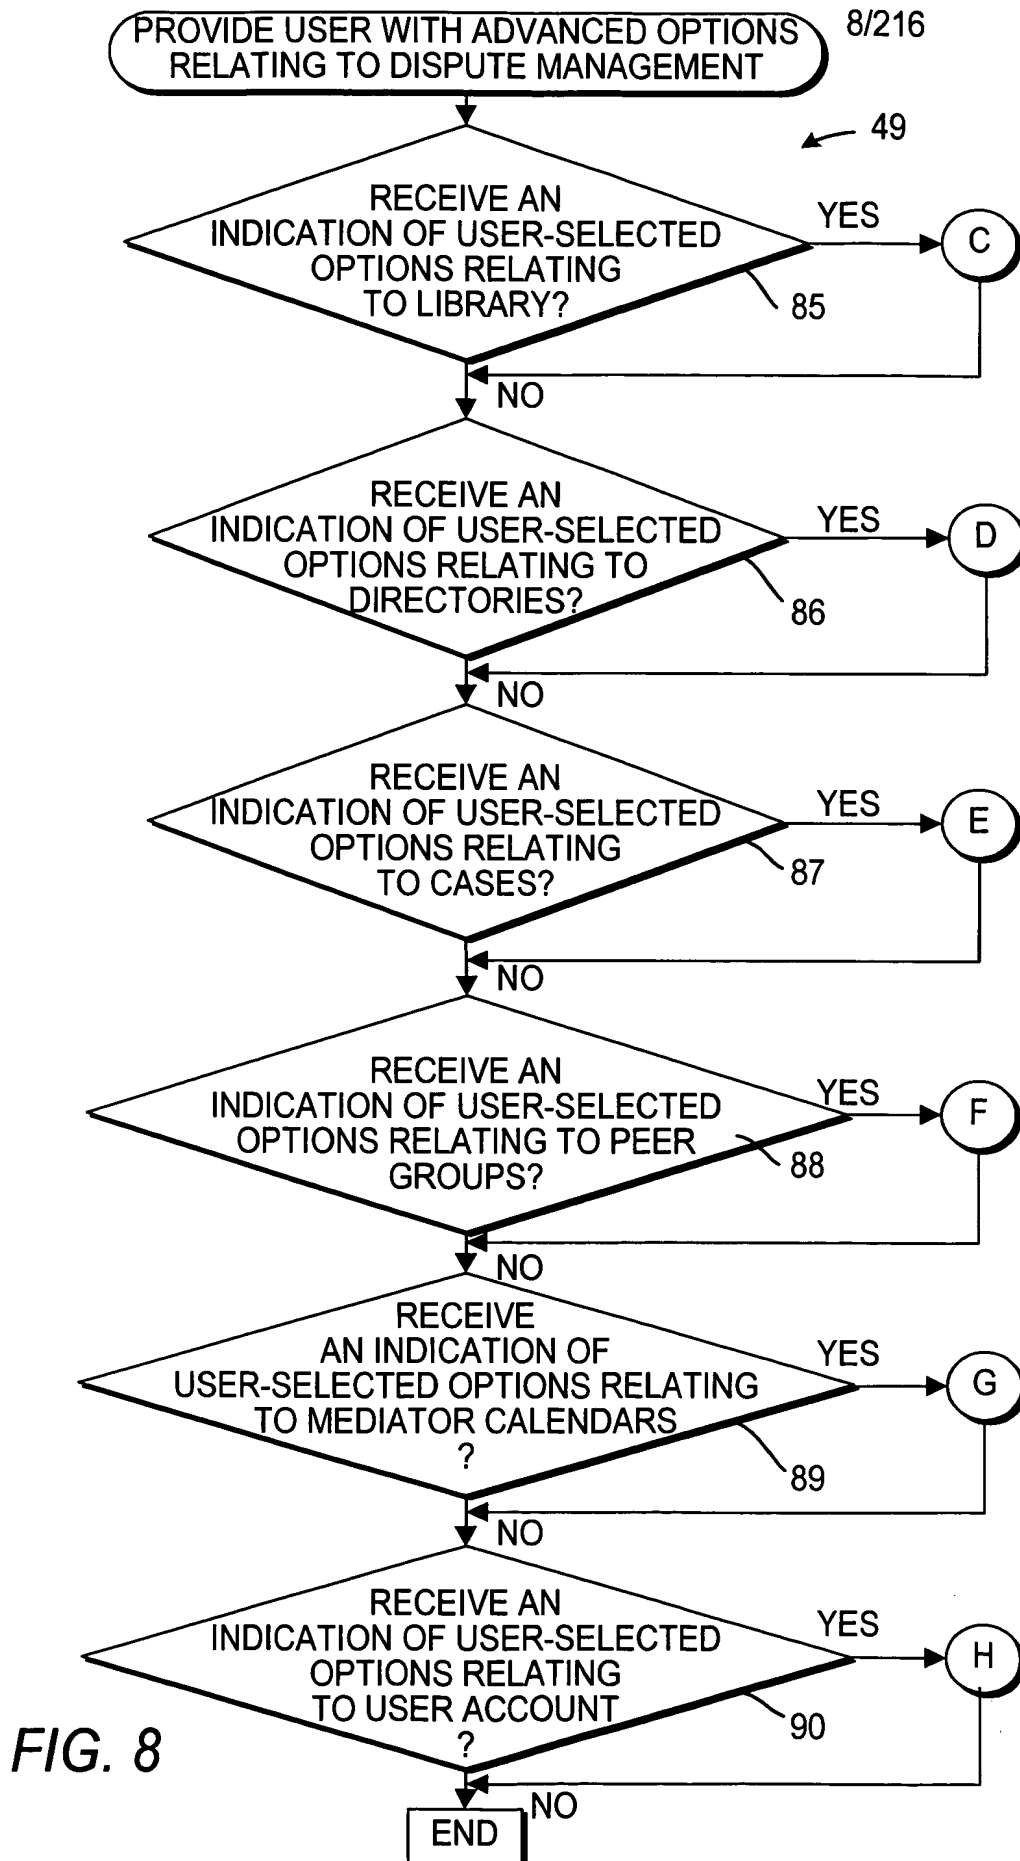 PROVIDE USER WITH ADVANCED OPTIONS
RELATING TO DISPUTE MANAGEMENT
8/216
49
RECEIVE AN
INDICATION OF USER-SELECTED
OPTIONS RELATING
TO LIBRARY?
YES
C
85
NO
RECEIVE AN
INDICATION OF USER-SELECTED
OPTIONS RELATING TO
DIRECTORIES?
YES
D
86
NO
RECEIVE AN
INDICATION OF USER-SELECTED
OPTIONS RELATING
TO CASES?
YES
E
87
NO
RECEIVE AN
INDICATION OF USER-SELECTED
OPTIONS RELATING TO PEER
GROUPS?
YES
F
88
NO
RECEIVE
AN INDICATION OF
USER-SELECTED OPTIONS RELATING
TO MEDIATOR CALENDARS
?
YES
G
89
NO
RECEIVE AN
INDICATION OF USER-SELECTED
OPTIONS RELATING
TO USER ACCOUNT
?
YES
H
90
NO
END
FIG. 8